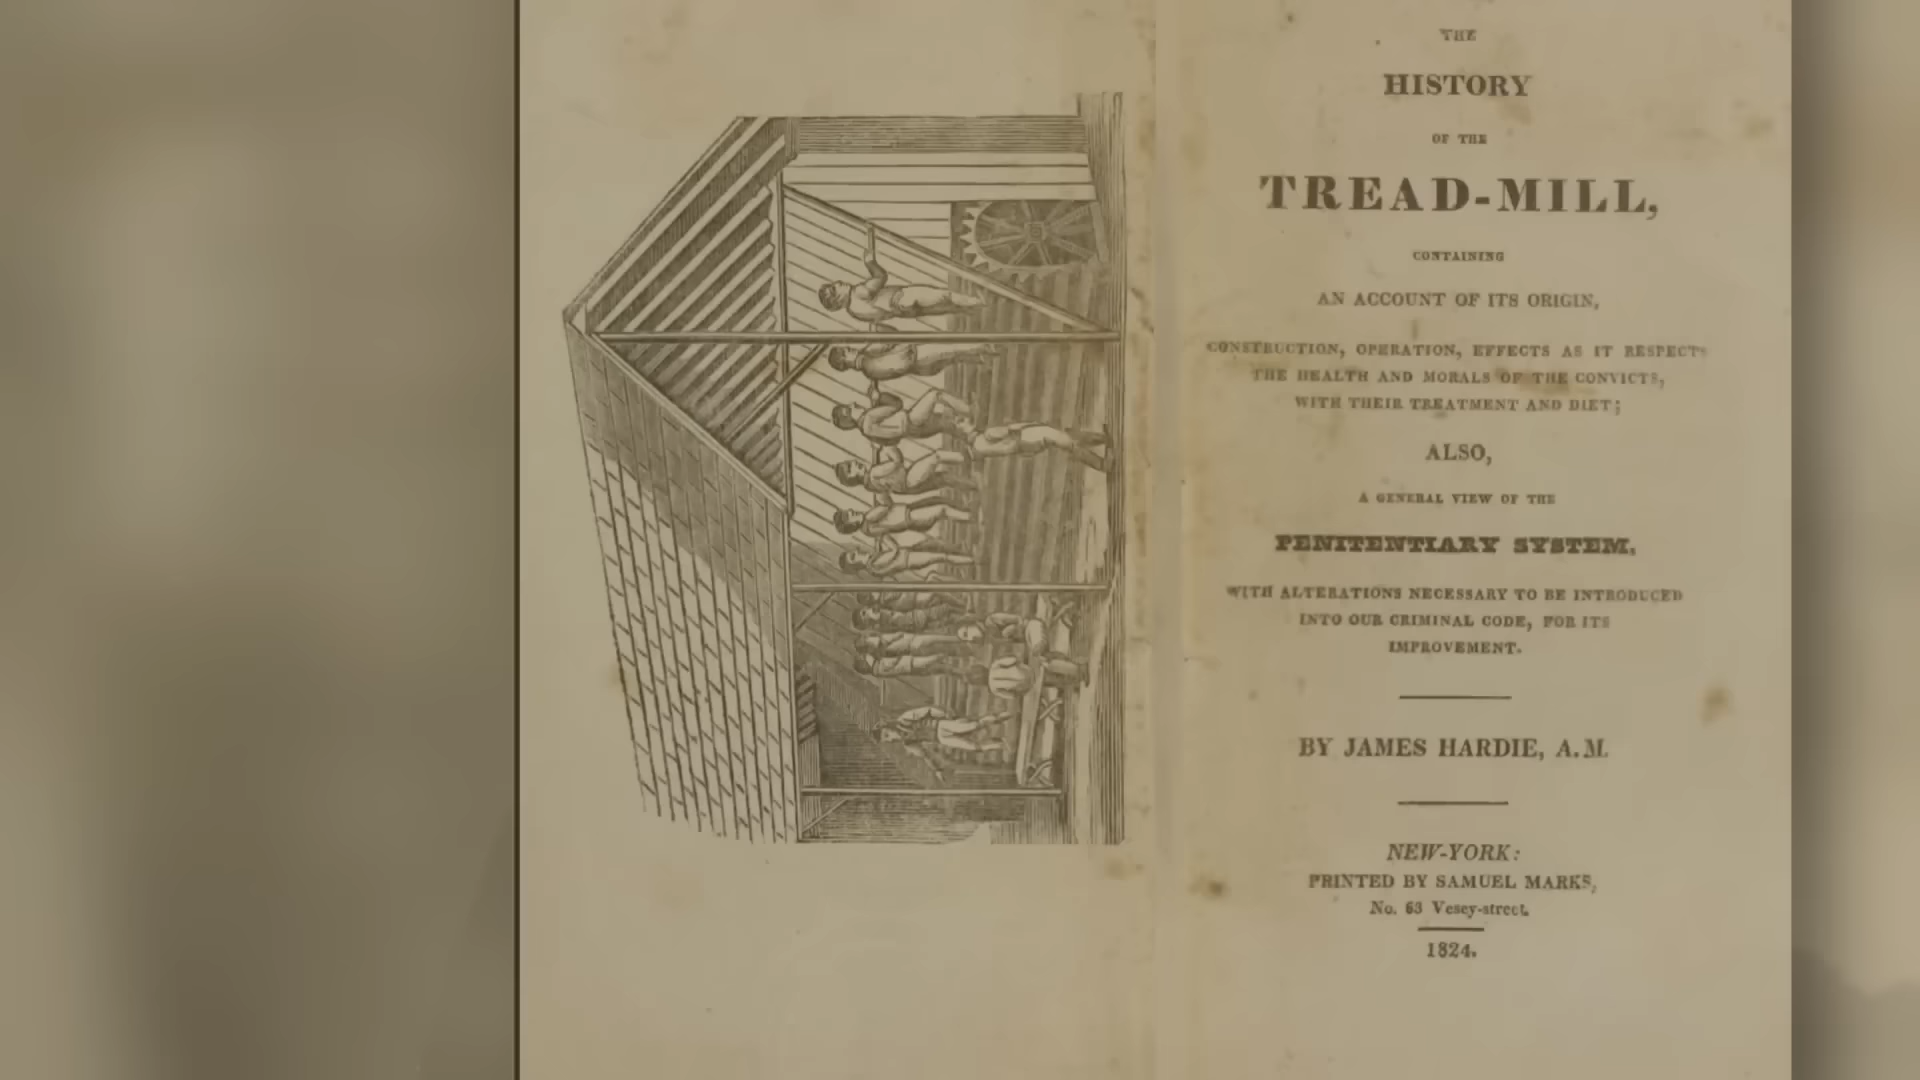 THE
HISTORY
OF THE
TREAD-MILL,
CONTAINING
AN ACCOUNT OF ITS ORIGIN,
CONSTRUCTION, OPERATION, EFFECTS AS IT RESPECTS
THE HEALTH AND MORALS OF THE CONVICTS,
WITH THEIR TREATMENT AND DIET;
ALSO,
A GENERAL VIEW OF THE
PENITENTIARY SYSTEM,
WITH ALTERATIONS NECESSARY TO BE INTRODUCED
INTO OUR CRIMINAL CODE, FOR ITS
IMPROVEMENT.
BY JAMES HARDIE, A.M.
NEW-YORK:
PRINTED BY SAMUEL MARKS,
No. 63 Vesey-street.
1824.